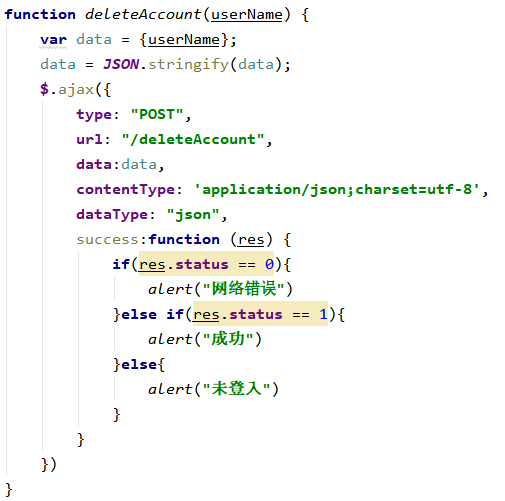 function deleteAccount(userName) {
    var data = {userName};
    data = JSON.stringify(data);
    $.ajax({
        type: "POST",
        url: "/deleteAccount",
        data:data,
        contentType: 'application/json;charset=utf-8',
        dataType: "json",
        success:function (res) {
            if(res.status == 0){
                alert("网络错误")
            }else if(res.status == 1){
                alert("成功")
            }else{
                alert("未登入")
            }
        }
    })
}